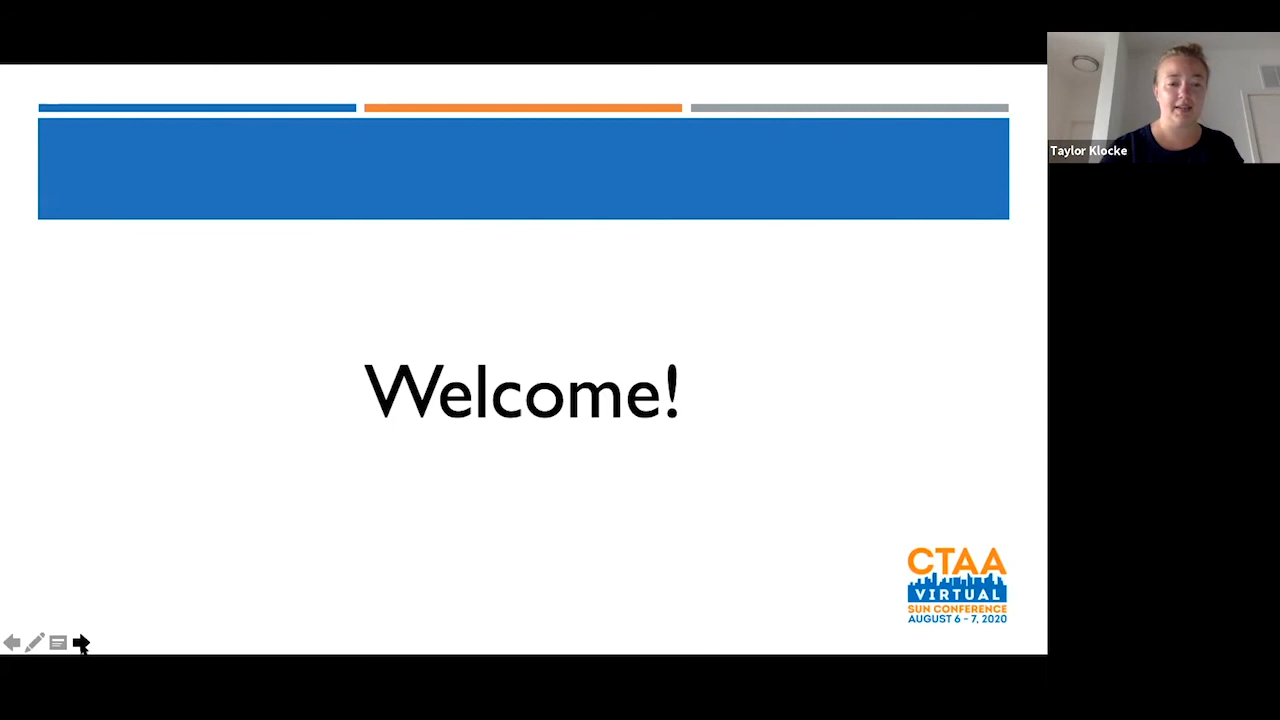 Taylor Klocke
Welcome!
CTAA
VIRTUAL
SUN CONFERENCE
AUGUST 6 - 7, 2020